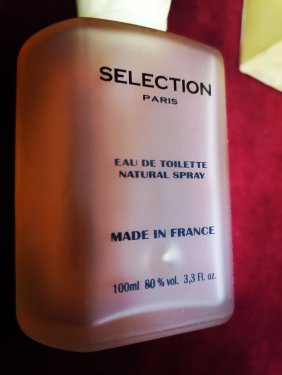 SELECTION
PARIS
EAU DE TOILETTE
NATURAL SPRAY
MADE IN FRANCE
100ml 80 % vol. 3,3 Fl. oz.